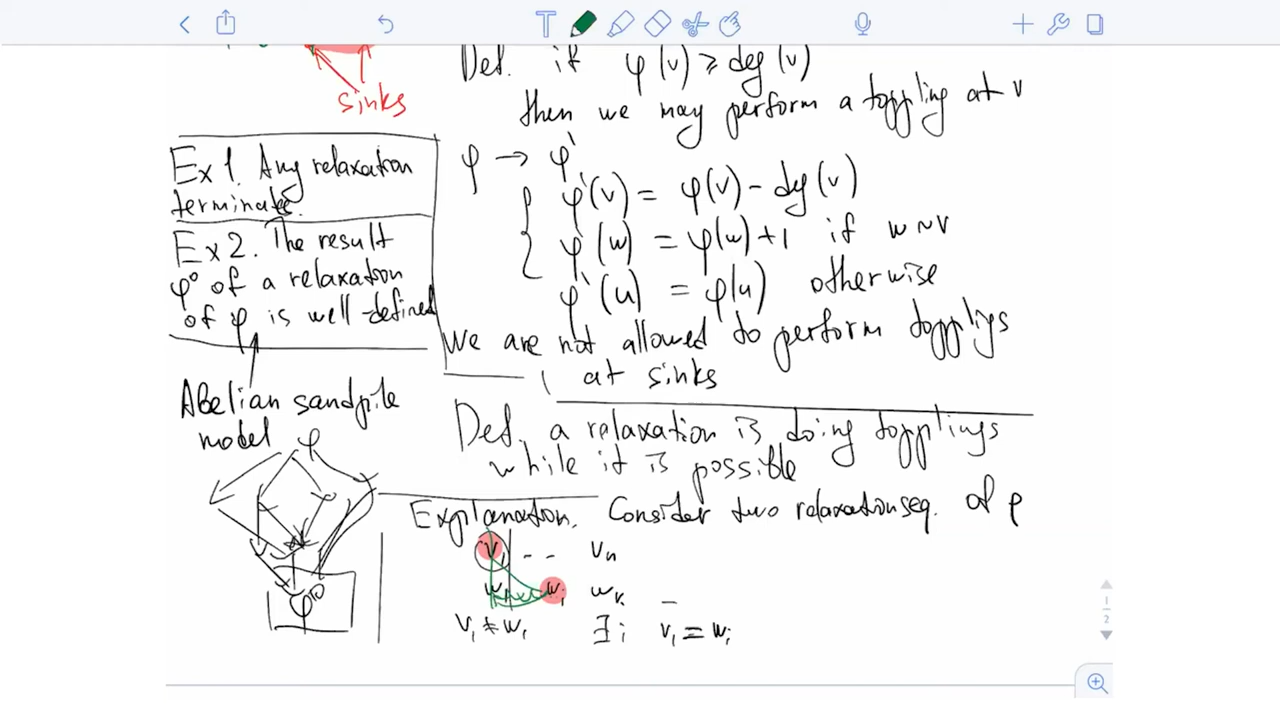 sinks
Ex 1. Any relaxation
terminates.
Ex 2. The result
φ° of a relaxation
of φ is well-defined
Abelian sandpile
model
φ
φ°
Def. if φ(v) ≥ deg(v)
then we may perform a toppling at v
φ → φ'
φ'(v) = φ(v) - deg(v)
φ'(w) = φ(w) + 1 if w ~ v
φ'(u) = φ(u) otherwise
We are not allowed to perform topplings
at sinks
Def. a relaxation is doing topplings
while it is possible
Explanation. Consider two relaxation seq. of φ
v₁ - - vₙ
w₁ wᵢ wₖ
v₁ ≠ w₁ ∃ i v₁ = wᵢ
1/2